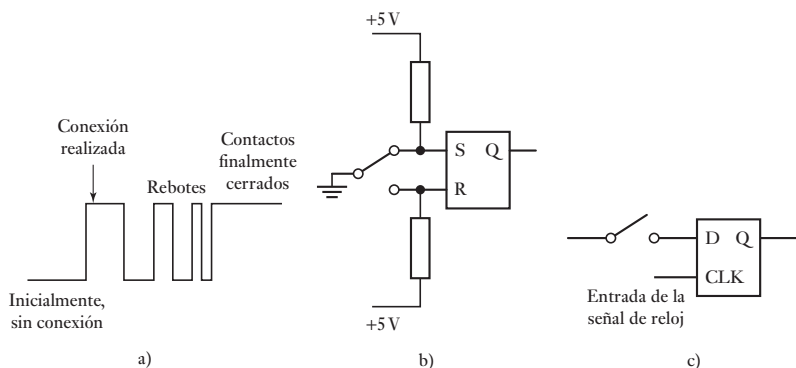 Conexión
realizada
Rebotes
Contactos
finalmente
cerrados
Inicialmente,
sin conexión
a)
+5 V
S Q
R
+5 V
b)
D Q
CLK
Entrada de la
señal de reloj
c)